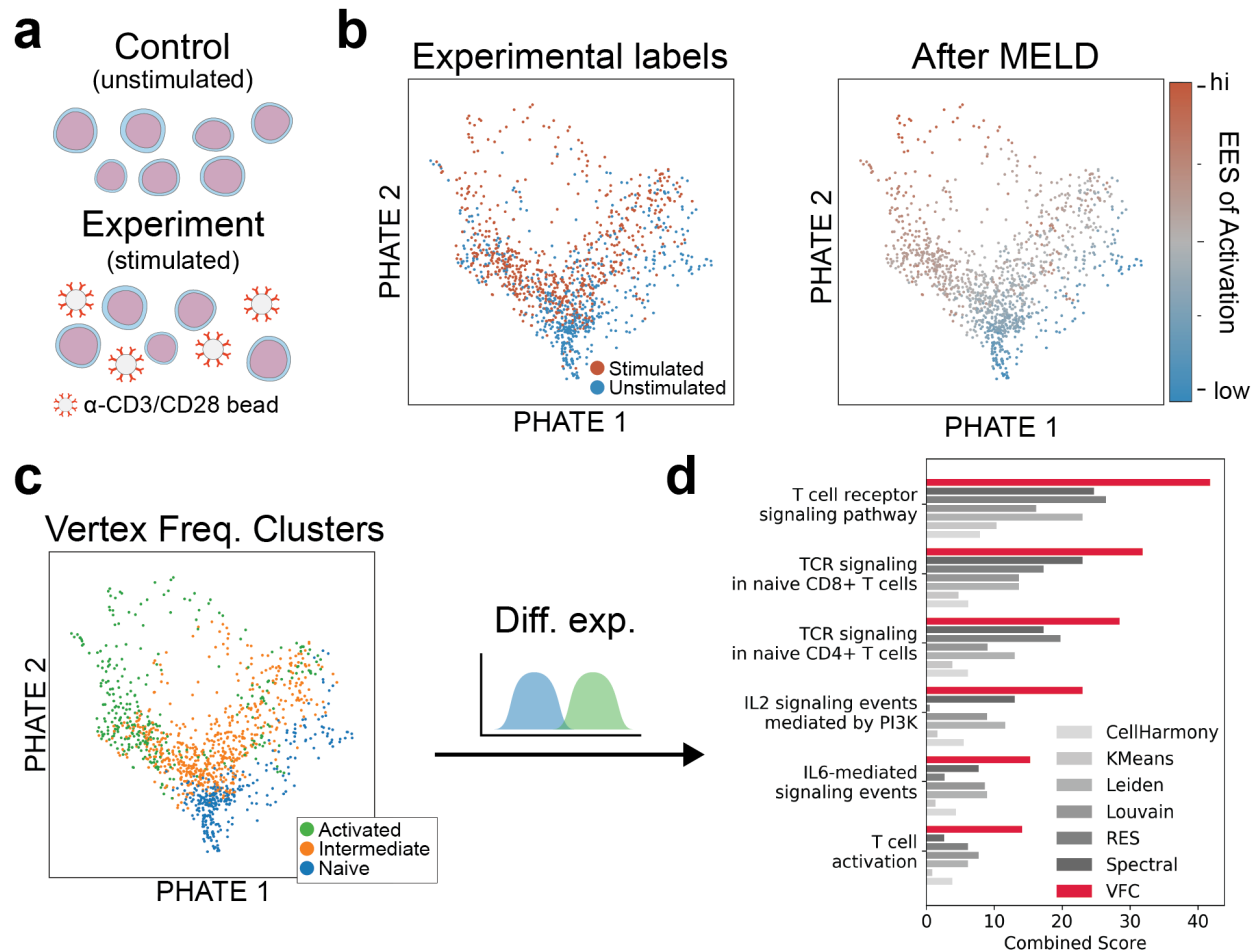 a
Control
(unstimulated)
Experiment
(stimulated)
α-CD3/CD28 bead
b
Experimental labels
PHATE 2
Stimulated
Unstimulated
PHATE 1
After MELD
PHATE 2
PHATE 1
hi
EES of Activation
low
c
Vertex Freq. Clusters
PHATE 2
Activated
Intermediate
Naive
PHATE 1
Diff. exp.
d
T cell receptor
signaling pathway
TCR signaling
in naive CD8+ T cells
TCR signaling
in naive CD4+ T cells
IL2 signaling events
mediated by PI3K
IL6-mediated
signaling events
T cell
activation
CellHarmony
KMeans
Leiden
Louvain
RES
Spectral
VFC
0 10 20 30 40
Combined Score